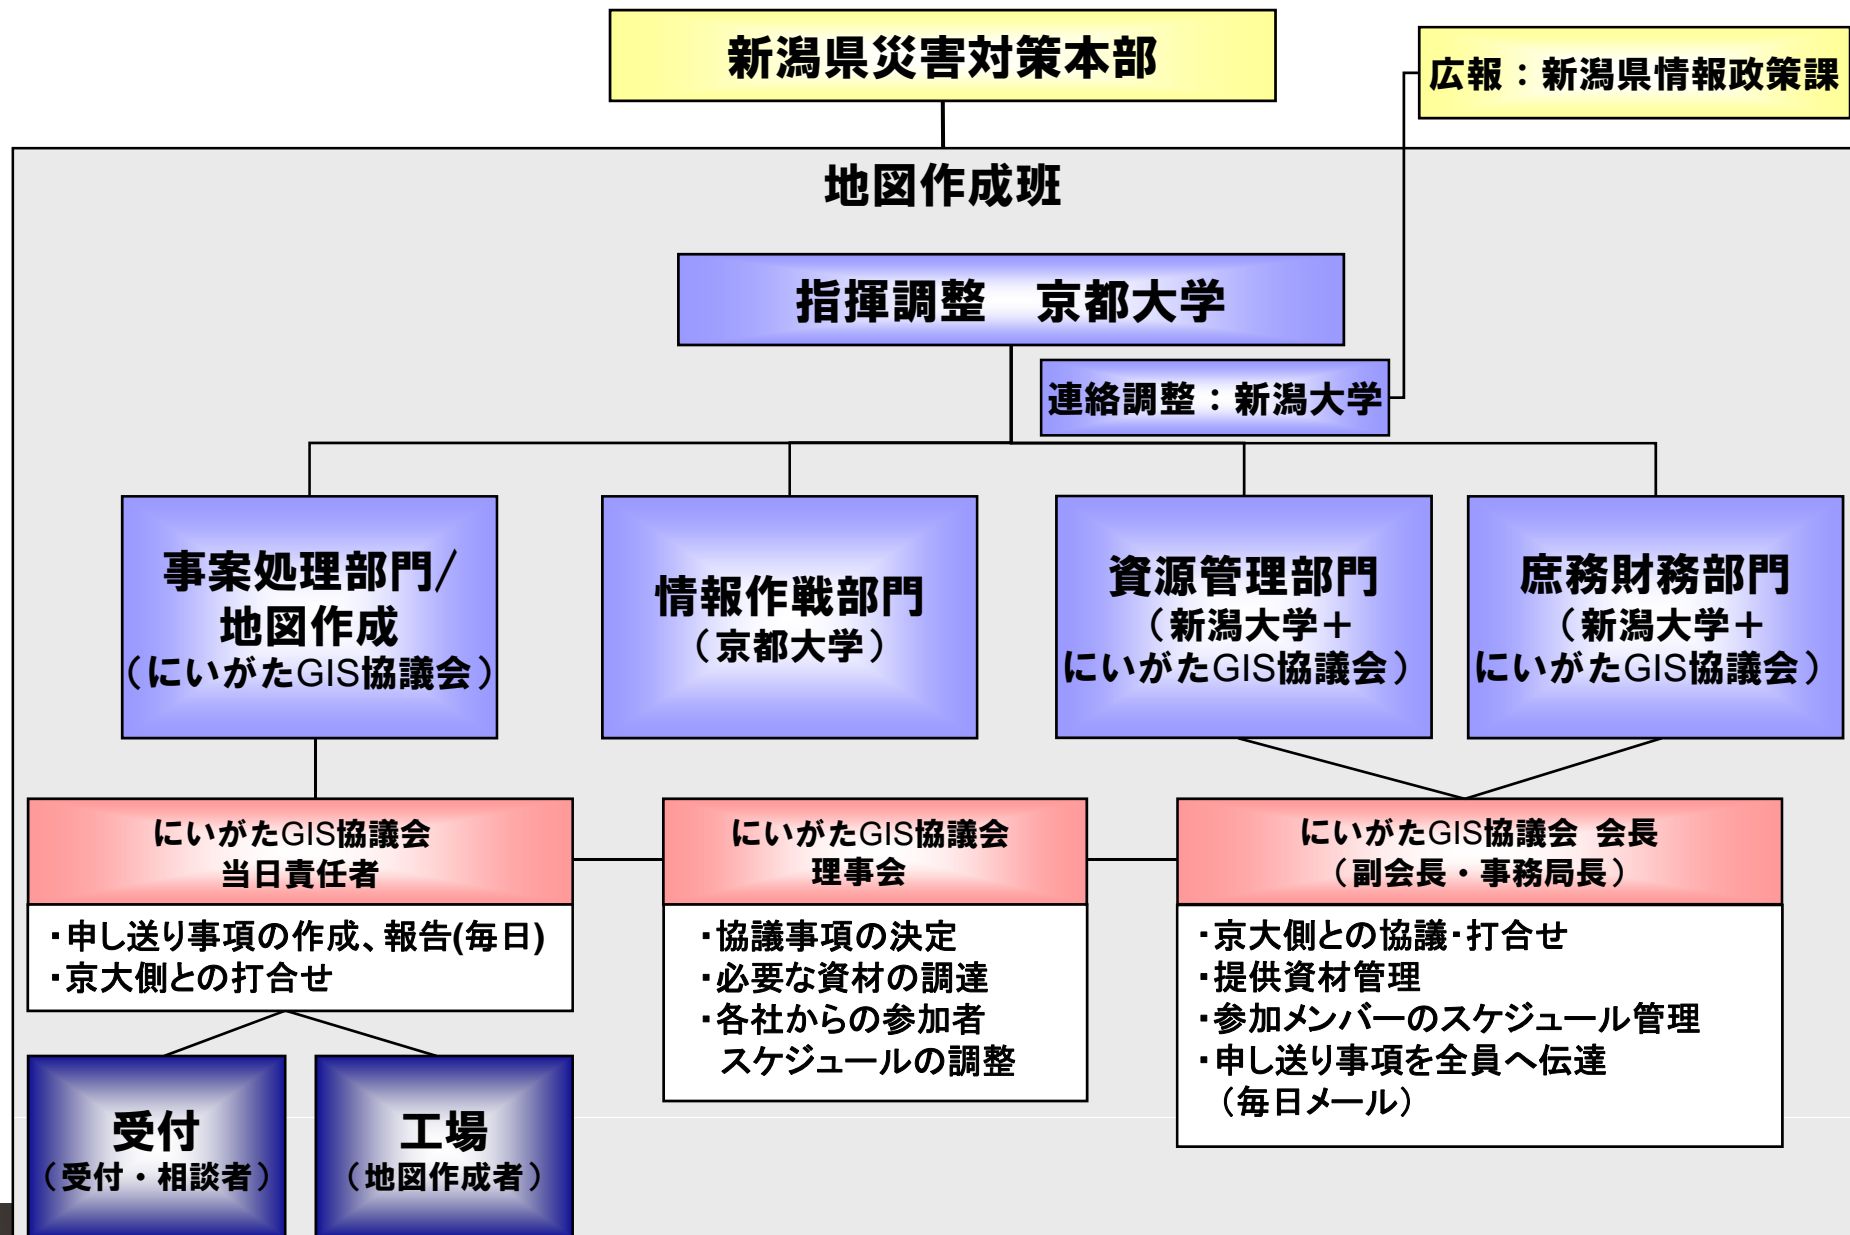 新潟県災害対策本部
広報：新潟県情報政策課
地図作成班
指揮調整　京都大学
連絡調整：新潟大学
事案処理部門/
地図作成
（にいがたGIS協議会）
情報作戦部門
（京都大学）
資源管理部門
（新潟大学＋
にいがたGIS協議会）
庶務財務部門
（新潟大学＋
にいがたGIS協議会）
にいがたGIS協議会
当日責任者
・申し送り事項の作成、報告(毎日)
・京大側との打合せ
にいがたGIS協議会
理事会
・協議事項の決定
・必要な資材の調達
・各社からの参加者
スケジュールの調整
にいがたGIS協議会 会長
（副会長・事務局長）
・京大側との協議・打合せ
・提供資材管理
・参加メンバーのスケジュール管理
・申し送り事項を全員へ伝達
（毎日メール）
受付
（受付・相談者）
工場
（地図作成者）